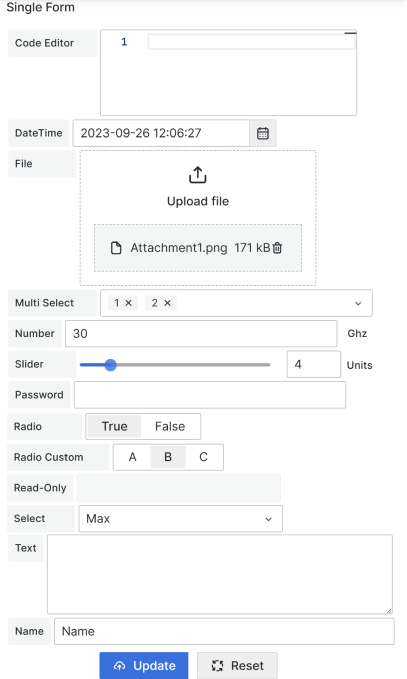 Single Form
Code Editor 1
DateTime 2023-09-26 12:06:27
File
Upload file
Attachment1.png 171 kB
Multi Select 1 × 2 ×
Number 30 Ghz
Slider 4 Units
Password
Radio True False
Radio Custom A B C
Read-Only
Select Max
Text
Name Name
Update Reset